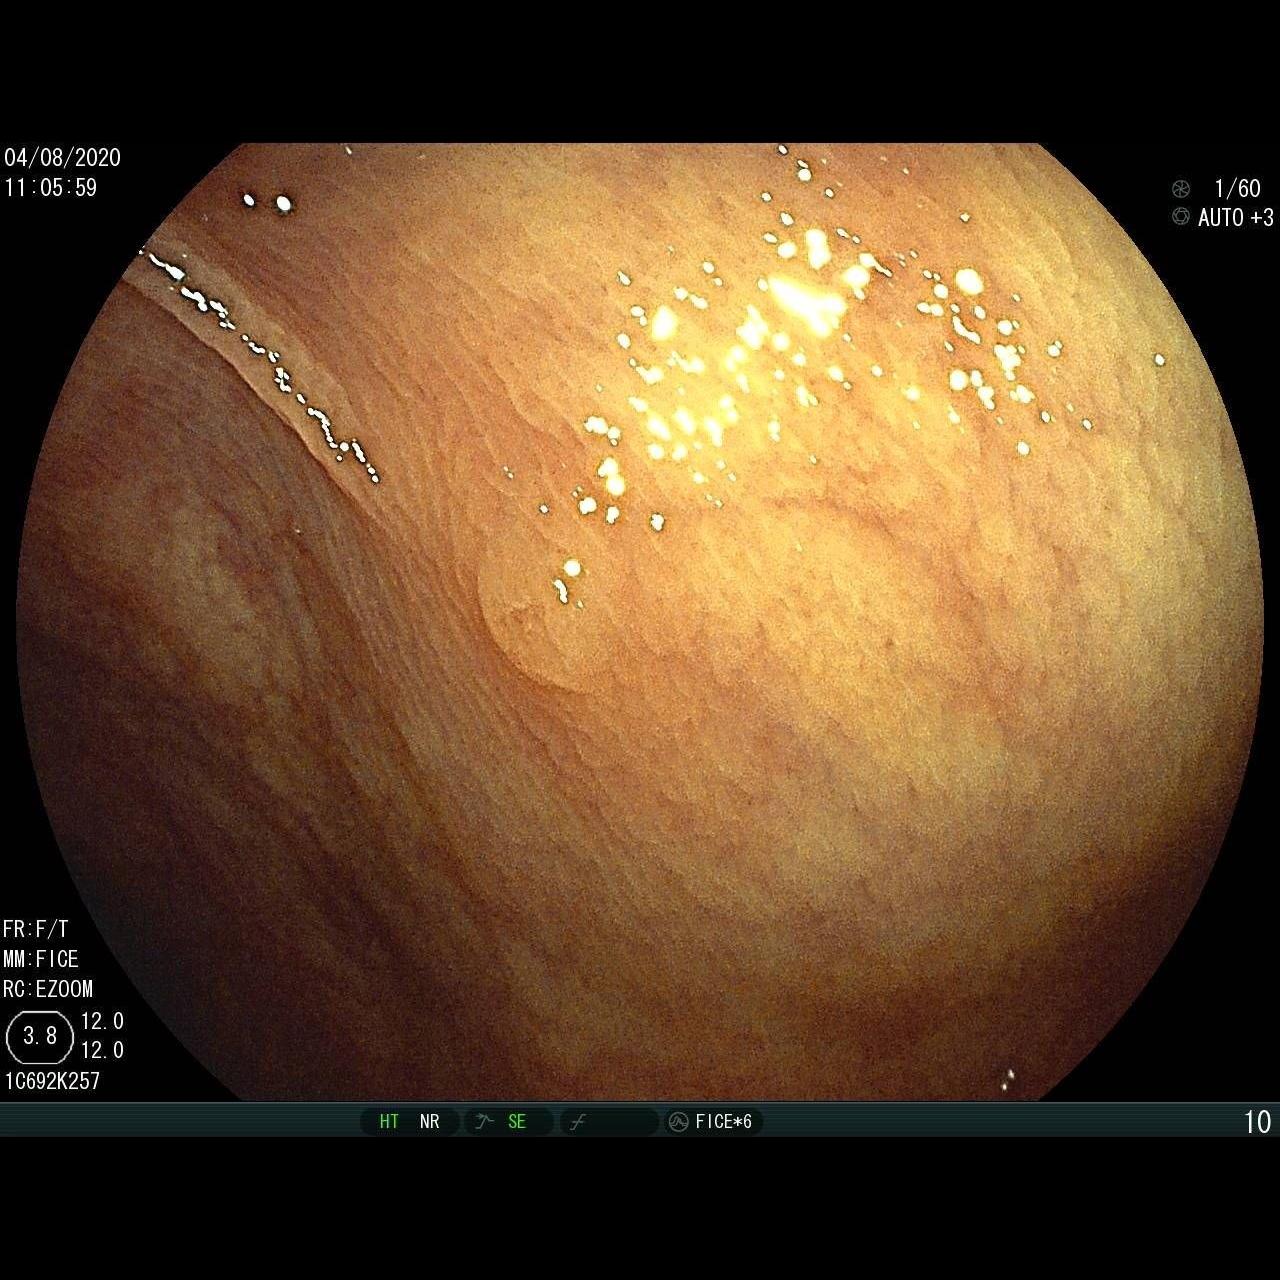 04/08/2020
11:05:59
1/60
AUTO +3
FR:F/T
MM:FICE
RC:EZOOM
3.8
12.0
12.0
1C692K257
HT NR SE FICE*6
10